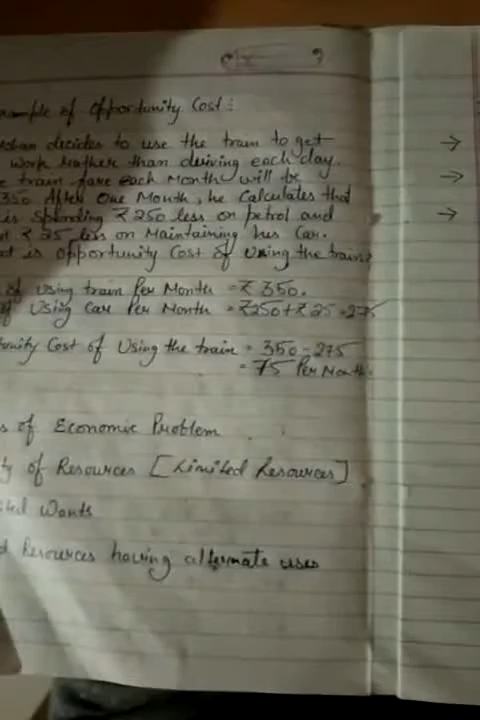 Example of Opportunity Cost:
decides to use the train to get
work Rather than driving each day.
train fare each Month will be
350. After One Month, he Calculates that
is Spending ₹ 250 less on petrol and
₹ 25 less on Maintaining his Car.
is opportunity Cost of Using the train?
of using train Per Month = ₹ 350.
Using Car Per Month = ₹250 + ₹ 25 = 275
Cost of Using the train = 350 - 275
= 75 Per Month.
of Economic Problem
of Resources [Limited Resources]
Wants
Resources having alternate uses